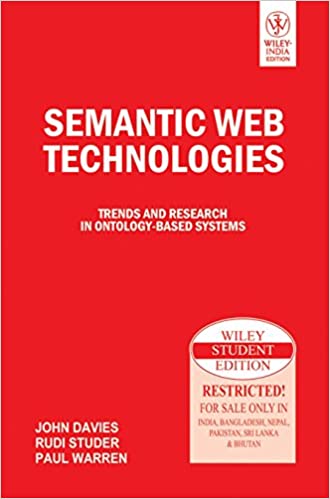 WILEY-
INDIA
EDITION
SEMANTIC WEB
TECHNOLOGIES
TRENDS AND RESEARCH
IN ONTOLOGY-BASED SYSTEMS
WILEY
STUDENT
EDITION
RESTRICTED!
FOR SALE ONLY IN
INDIA, BANGLADESH, NEPAL,
PAKISTAN, SRI LANKA
& BHUTAN
JOHN DAVIES
RUDI STUDER
PAUL WARREN